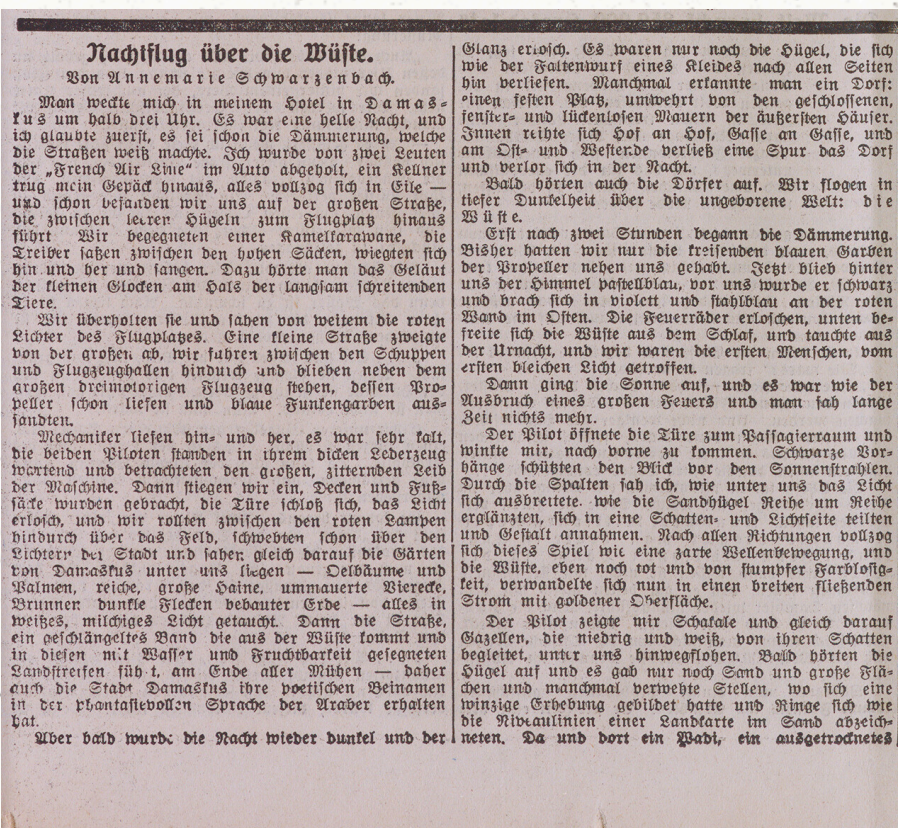 Nachtflug über die Wüste.
Von Annemarie Schwarzenbach.
Man weckte mich in meinem Hotel in Damas-
kus um halb drei Uhr. Es war eine helle Nacht, und
ich glaubte zuerst, es sei schon die Dämmerung, welche
die Straßen weiß machte. Ich wurde von zwei Leuten
der „French Air Line“ im Auto abgeholt, ein Kellner
trug mein Gepäck hinaus, alles vollzog sich in Eile —
und schon befanden wir uns auf der großen Straße,
die zwischen leeren Hügeln zum Flugplatz hinaus
führt Wir begegneten einer Kamelkarawane, die
Treiber saßen zwischen den hohen Säcken, wiegten sich
hin und her und sangen. Dazu hörte man das Geläut
der kleinen Glocken am Hals der langsam schreitenden
Tiere.
Wir überholten sie und sahen von weitem die roten
Lichter des Flugplatzes. Eine kleine Straße zweigte
von der großen ab, wir fuhren zwischen den Schuppen
und Flugzeughallen hindurch und blieben neben dem
großen dreimotorigen Flugzeug stehen, dessen Pro-
peller schon liefen und blaue Funkengarben aus-
sandten.
Mechaniker liefen hin- und her, es war sehr kalt,
die beiden Piloten standen in ihrem dicken Lederzeug
wartend und betrachteten den großen, zitternden Leib
der Maschine. Dann stiegen wir ein, Decken und Fuß-
säcke wurden gebracht, die Türe schloß sich, das Licht
erlosch, und wir rollten zwischen den roten Lampen
hindurch über das Feld, schwebten schon über den
Lichtern der Stadt und sahen gleich darauf die Gärten
von Damaskus unter uns liegen — Oelbäume und
Palmen, reiche, große Haine, ummauerte Vierecke,
Brunnen dunkle Flecken bebauter Erde — alles in
weißes, milchiges Licht getaucht. Dann die Straße,
ein geschlängeltes Band die aus der Wüste kommt und
in diesen mit Wasser und Fruchtbarkeit gesegneten
Landstreifen führt, am Ende aller Mühen — daher
auch die Stadt Damaskus ihre poetischen Beinamen
in der phantasievollen Sprache der Araber erhalten
hat.
Aber bald wurde die Nacht wieder dunkel und der
Glanz erlosch. Es waren nur noch die Hügel, die sich
wie der Faltenwurf eines Kleides nach allen Seiten
hin verliefen. Manchmal erkannte man ein Dorf:
einen festen Platz, umwehrt von den geschlossenen,
fenster- und lückenlosen Mauern der äußersten Häuser.
Innen reihte sich Hof an Hof, Gasse an Gasse, und
am Ost- und Westende verließ eine Spur das Dorf
und verlor sich in der Nacht.
Bald hörten auch die Dörfer auf. Wir flogen in
tiefer Dunkelheit über die ungeborene Welt: die
Wüste.
Erst nach zwei Stunden begann die Dämmerung.
Bisher hatten wir nur die kreisenden blauen Garben
der Propeller neben uns gehabt. Jetzt blieb hinter
uns der Himmel pastellblau, vor uns wurde er schwarz
und brach sich in violett und stahlblau an der roten
Wand im Osten. Die Feuerräder erloschen, unten be-
freite sich die Wüste aus dem Schlaf, und tauchte aus
der Urnacht, und wir waren die ersten Menschen, vom
ersten bleichen Licht getroffen.
Dann ging die Sonne auf, und es war wie der
Ausbruch eines großen Feuers und man sah lange
Zeit nichts mehr.
Der Pilot öffnete die Türe zum Passagierraum und
winkte mir, nach vorne zu kommen. Schwarze Vor-
hänge schützten den Blick vor den Sonnenstrahlen.
Durch die Spalten sah ich, wie unter uns das Licht
sich ausbreitete. wie die Sandhügel Reihe um Reihe
erglänzten, sich in eine Schatten- und Lichtseite teilten
und Gestalt annahmen. Nach allen Richtungen vollzog
sich dieses Spiel wie eine zarte Wellenbewegung, und
die Wüste, eben noch tot und von stumpfer Farblosig-
keit, verwandelte sich nun in einen breiten fließenden
Strom mit goldener Oberfläche.
Der Pilot zeigte mir Schakale und gleich darauf
Gazellen, die niedrig und weiß, von ihren Schatten
begleitet, unter uns hinwegflohen. Bald hörten die
Hügel auf und es gab nur noch Sand und große Flä-
chen und manchmal verwehte Stellen, wo sich eine
winzige Erhebung gebildet hatte und Ringe sich wie
die Niveaulinien einer Landkarte im Sand abzeich-
neten. Da und dort ein Wadi, ein ausgetrocknetes